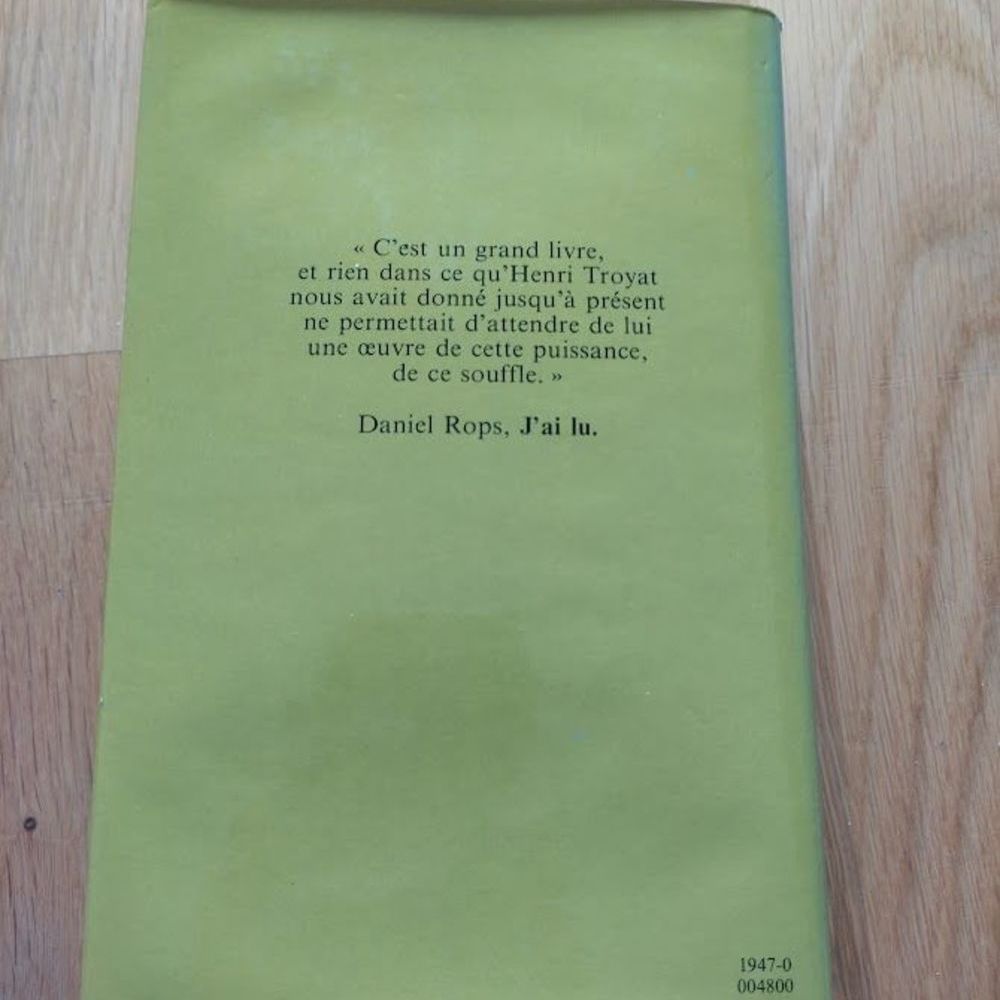 « C'est un grand livre,
et rien dans ce qu'Henri Troyat
nous avait donné jusqu'à présent
ne permettait d'attendre de lui
une œuvre de cette puissance,
de ce souffle. »
Daniel Rops, J'ai lu.
1947-0
004800